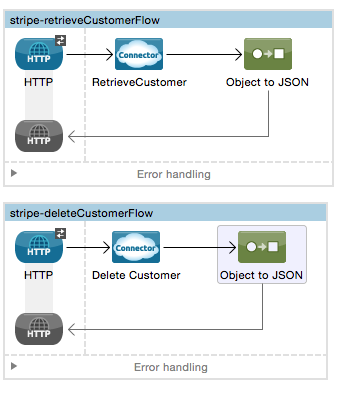 stripe-retrieveCustomerFlow
HTTP
Connector
HTTP
RetrieveCustomer
Object to JSON
HTTP
Error handling
stripe-deleteCustomerFlow
HTTP
Connector
HTTP
Delete Customer
Object to JSON
HTTP
Error handling